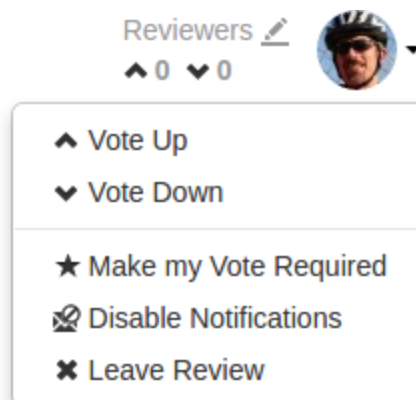 Reviewers
0 0
Vote Up
Vote Down
Make my Vote Required
Disable Notifications
Leave Review